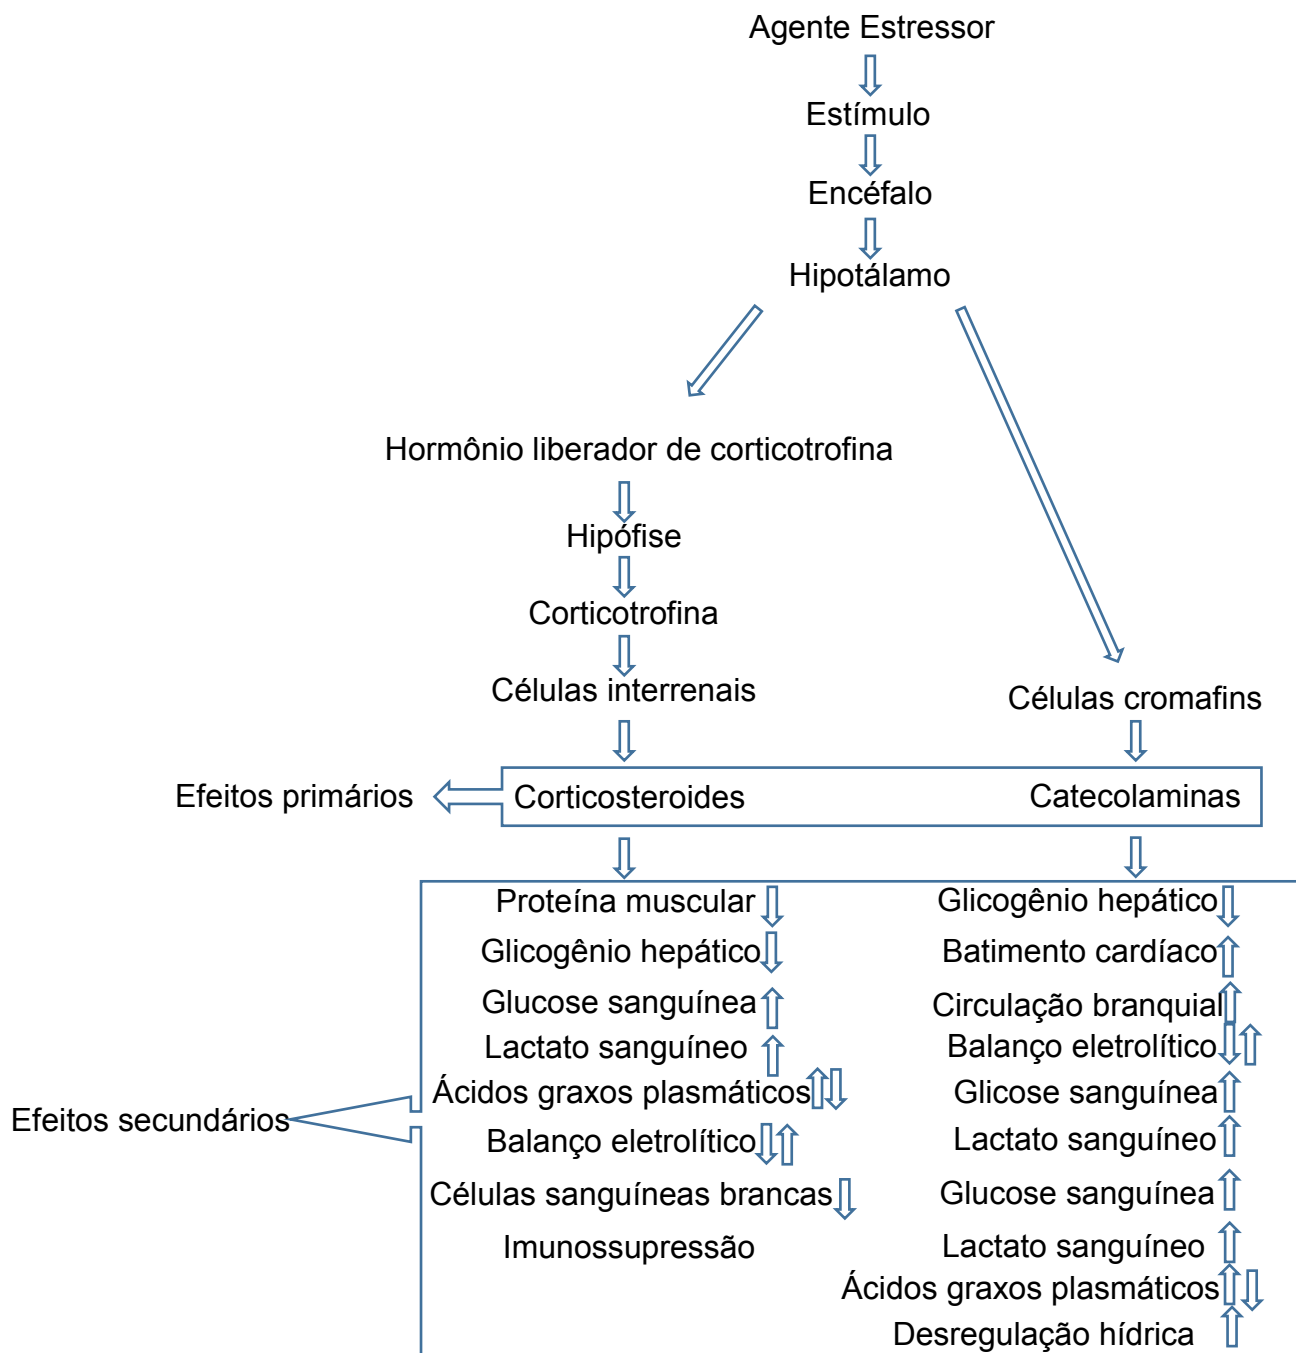 Agente Estressor
Estímulo
Encéfalo
Hipotálamo
Hormônio liberador de corticotrofina
Hipófise
Corticotrofina
Células interrenais
Células cromafins
Efeitos primários
Corticosteroides
Catecolaminas
Efeitos secundários
Proteína muscular
Glicogênio hepático
Glucose sanguínea
Lactato sanguíneo
Ácidos graxos plasmáticos
Balanço eletrolítico
Células sanguíneas brancas
Imunossupressão
Glicogênio hepático
Batimento cardíaco
Circulação branquial
Balanço eletrolítico
Glicose sanguínea
Lactato sanguíneo
Glucose sanguínea
Lactato sanguíneo
Ácidos graxos plasmáticos
Desregulação hídrica